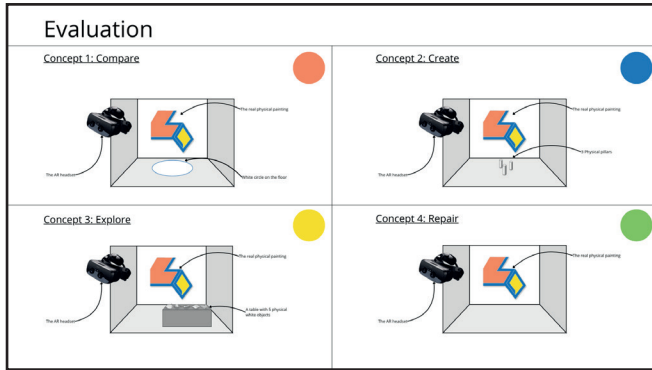 Evaluation
Concept 1: Compare
The real physical painting
The AR headset
White circle on the floor
Concept 2: Create
The real physical painting
5 Physical pillars
The AR headset
Concept 3: Explore
The real physical painting
The AR headset
A table with 5 physical
white objects
Concept 4: Repair
The real physical painting
The AR headset